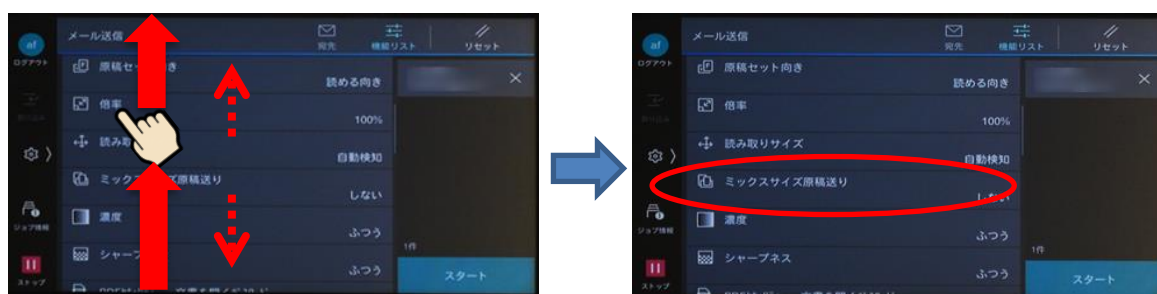 メール送信
宛先
機能リスト
リセット
af
ログアウト
原稿セット向き
読める向き
倍率
100%
読み取
自動検知
ミックスサイズ原稿送り
しない
濃度
ふつう
ジョブ情報
シャープ
ふつう
1件
ストップ
スタート
メール送信
宛先
機能リスト
リセット
af
ログアウト
原稿セット向き
読める向き
倍率
100%
読み取りサイズ
自動検知
ミックスサイズ原稿送り
しない
濃度
ふつう
ジョブ情報
シャープネス
ふつう
1件
ストップ
スタート